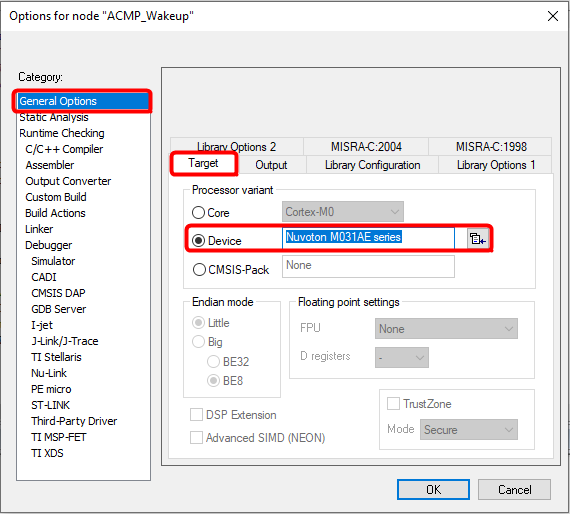 Options for node "ACMP_Wakeup"
Category:
General Options
Static Analysis
Runtime Checking
C/C++ Compiler
Assembler
Output Converter
Custom Build
Build Actions
Linker
Debugger
Simulator
CADI
CMSIS DAP
GDB Server
I-jet
J-Link/J-Trace
TI Stellaris
Nu-Link
PE micro
ST-LINK
Third-Party Driver
TI MSP-FET
TI XDS
Library Options 2 MISRA-C:2004 MISRA-C:1998
Target Output Library Configuration Library Options 1
Processor variant
Core Cortex-M0
Device Nuvoton M031AE series
CMSIS-Pack None
Endian mode
Little
Big
BE32
BE8
Floating point settings
FPU None
D registers -
DSP Extension
Advanced SIMD (NEON)
TrustZone
Mode Secure
OK Cancel